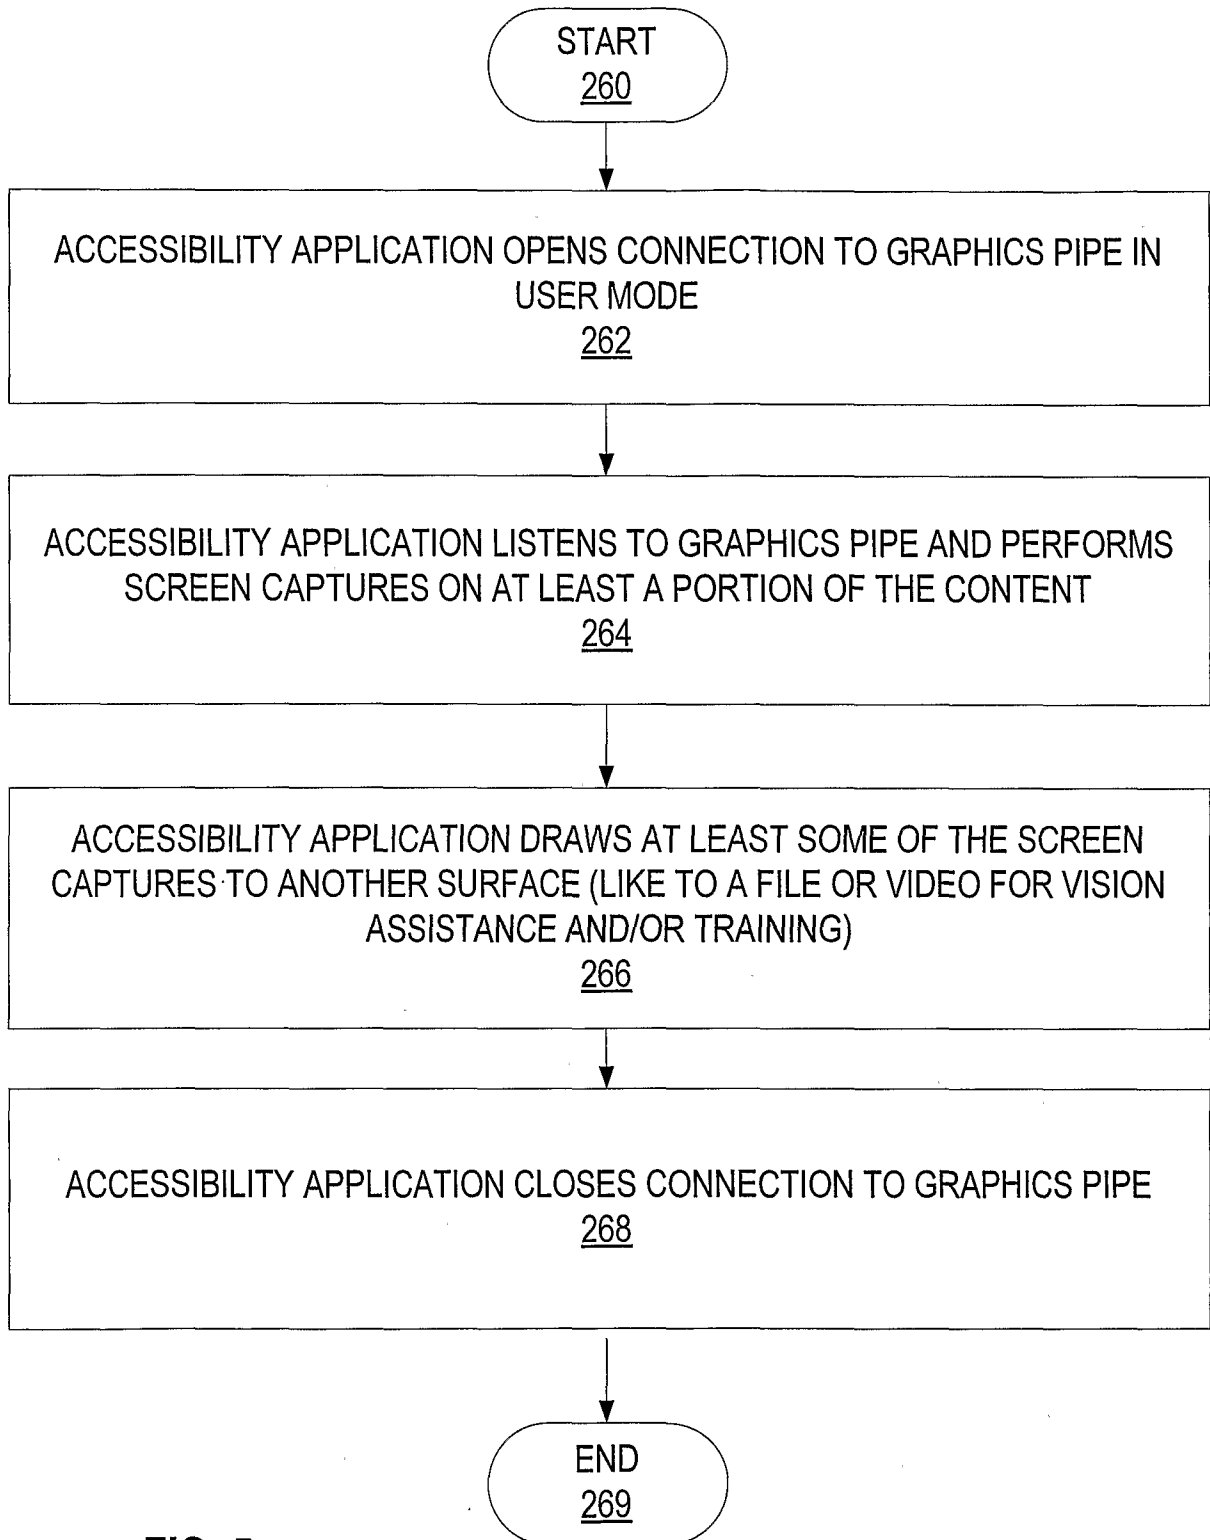 START
260
ACCESSIBILITY APPLICATION OPENS CONNECTION TO GRAPHICS PIPE IN
USER MODE
262
ACCESSIBILITY APPLICATION LISTENS TO GRAPHICS PIPE AND PERFORMS
SCREEN CAPTURES ON AT LEAST A PORTION OF THE CONTENT
264
ACCESSIBILITY APPLICATION DRAWS AT LEAST SOME OF THE SCREEN
CAPTURES TO ANOTHER SURFACE (LIKE TO A FILE OR VIDEO FOR VISION
ASSISTANCE AND/OR TRAINING)
266
ACCESSIBILITY APPLICATION CLOSES CONNECTION TO GRAPHICS PIPE
268
END
269